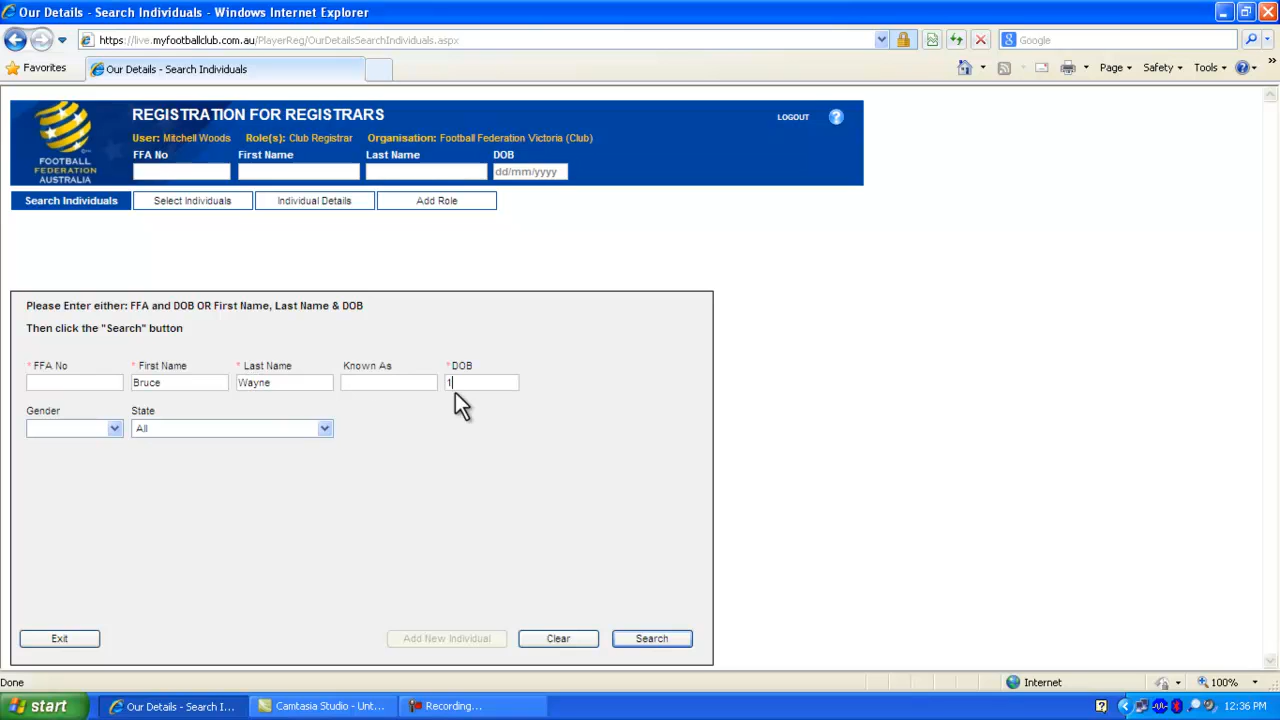 Our Details - Search Individuals - Windows Internet Explorer
https://live.myfootballclub.com.au/PlayerReg/OurDetailsSearchIndividuals.aspx
Google
Favorites
Our Details - Search Individuals
Page
Safety
Tools
REGISTRATION FOR REGISTRARS
LOGOUT
User: Mitchell Woods Role(s): Club Registrar Organisation: Football Federation Victoria (Club)
FFA No First Name Last Name DOB
dd/mm/yyyy
FOOTBALL
FEDERATION
AUSTRALIA
Search Individuals Select Individuals Individual Details Add Role
Please Enter either: FFA and DOB OR First Name, Last Name & DOB
Then click the "Search" button
* FFA No * First Name * Last Name Known As * DOB
Bruce Wayne 1
Gender State
All
Exit Add New Individual Clear Search
Done Internet 100%
start Our Details - Search I... Camtasia Studio - Unt... Recording... 12:36 PM